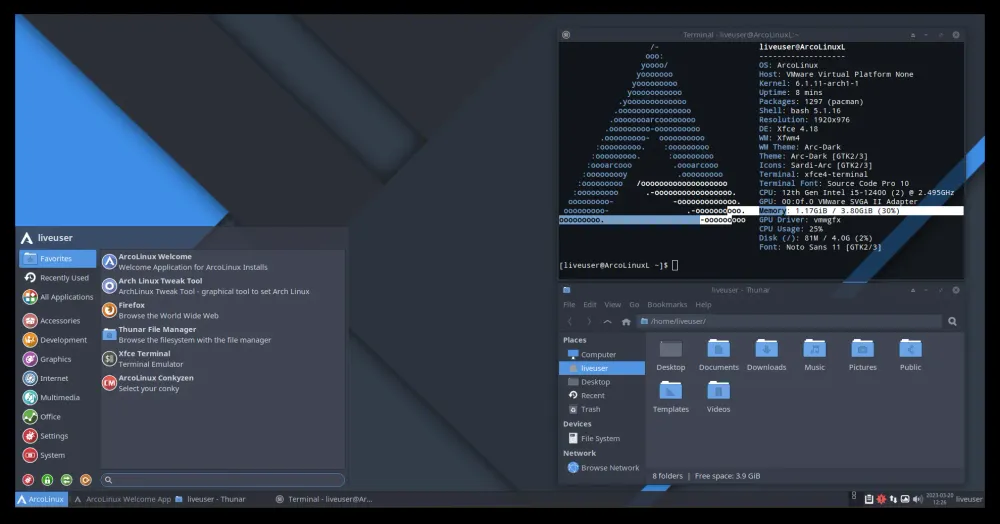 Terminal - liveuser@ArcoLinuxL:~
liveuser@ArcoLinuxL
-------------------
OS: ArcoLinux
Host: VMware Virtual Platform None
Kernel: 6.1.11-arch1-1
Uptime: 8 mins
Packages: 1297 (pacman)
Shell: bash 5.1.16
Resolution: 1920x976
DE: Xfce 4.18
WM: Xfwm4
WM Theme: Arc-Dark
Theme: Arc-Dark [GTK2/3]
Icons: Sardi-Arc [GTK2/3]
Terminal: xfce4-terminal
Terminal Font: Source Code Pro 10
CPU: 12th Gen Intel i5-12400 (2) @ 2.495GHz
GPU: 00:0f.0 VMware SVGA II Adapter
Memory: 1.17GiB / 3.80GiB (30%)
GPU Driver: vmwgfx
CPU Usage: 25%
Disk (/): 81M / 4.0G (2%)
Font: Noto Sans 11 [GTK2/3]
[liveuser@ArcoLinuxL ~]$
liveuser
Favorites
Recently Used
All Applications
Accessories
Development
Graphics
Internet
Multimedia
Office
Settings
System
ArcoLinux Welcome
Welcome Application for ArcoLinux Installs
Arch Linux Tweak Tool
ArchLinux Tweak Tool - graphical tool to set Arch Linux
Firefox
Browse the World Wide Web
Thunar File Manager
Browse the filesystem with the file manager
Xfce Terminal
Terminal Emulator
ArcoLinux Conkyzen
Select your conky
liveuser - Thunar
File Edit View Go Bookmarks Help
/home/liveuser/
Places
Computer
liveuser
Desktop
Recent
Trash
Devices
File System
Network
Browse Network
Desktop Documents Downloads Music Pictures Public
Templates Videos
8 folders | Free space: 3.9 GiB
ArcoLinux ArcoLinux Welcome App liveuser - Thunar Terminal - liveuser@Ar...
2023-03-20
12:26
liveuser